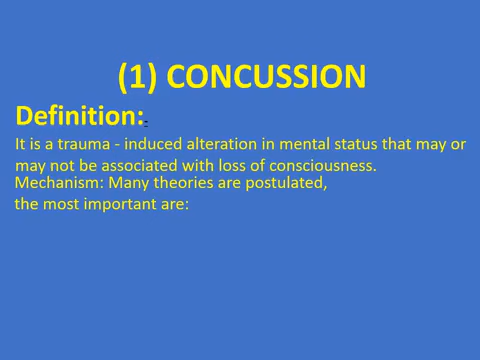 (1) CONCUSSION
Definition:
It is a trauma - induced alteration in mental status that may or
may not be associated with loss of consciousness.
Mechanism: Many theories are postulated,
the most important are: